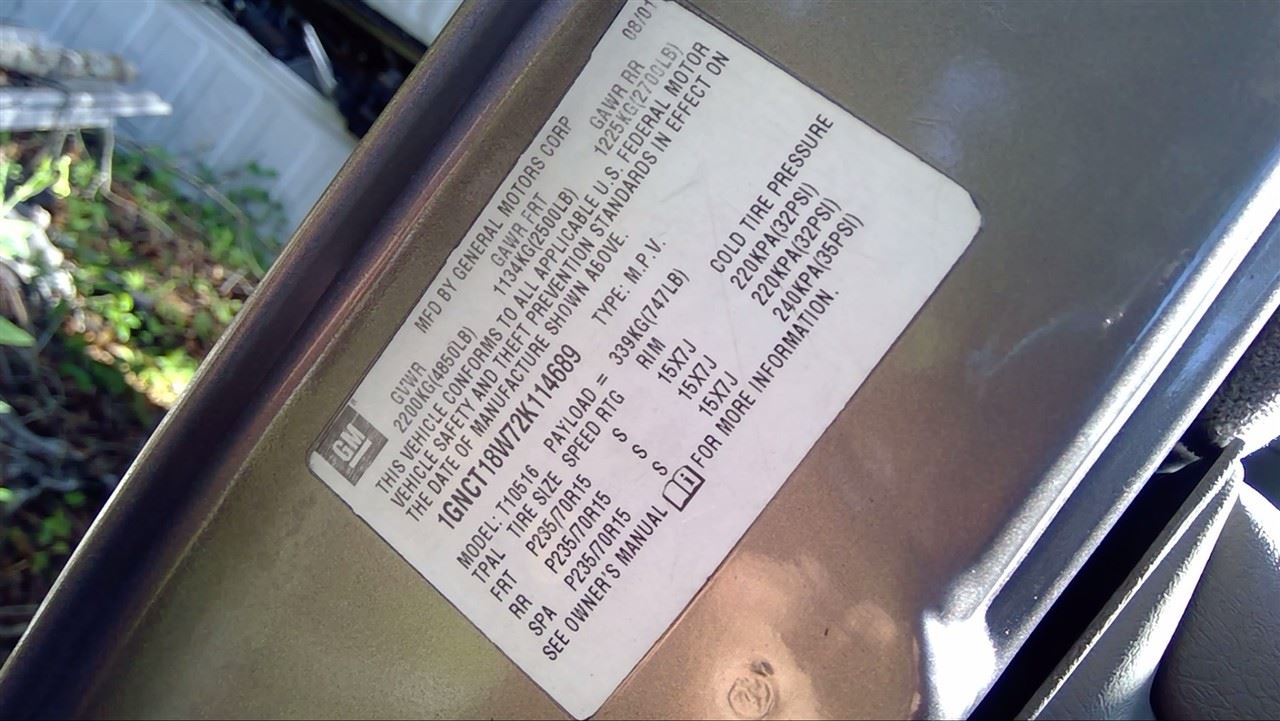 GM
MFD BY GENERAL MOTORS CORP 08/01
GVWR GAWR FRT GAWR RR
2200KG(4850LB) 1134KG(2500LB) 1225KG(2700LB)
THIS VEHICLE CONFORMS TO ALL APPLICABLE U.S. FEDERAL MOTOR
VEHICLE SAFETY AND THEFT PREVENTION STANDARDS IN EFFECT ON
THE DATE OF MANUFACTURE SHOWN ABOVE.
1GNCT18W72K114689 TYPE: M.P.V.
MODEL: T10516 PAYLOAD = 339KG(747LB)
TPAL TIRE SIZE SPEED RTG RIM COLD TIRE PRESSURE
FRT P235/70R15 S 15X7J 220KPA(32PSI)
RR P235/70R15 S 15X7J 220KPA(32PSI)
SPA P235/70R15 S 15X7J 240KPA(35PSI)
SEE OWNER'S MANUAL FOR MORE INFORMATION.